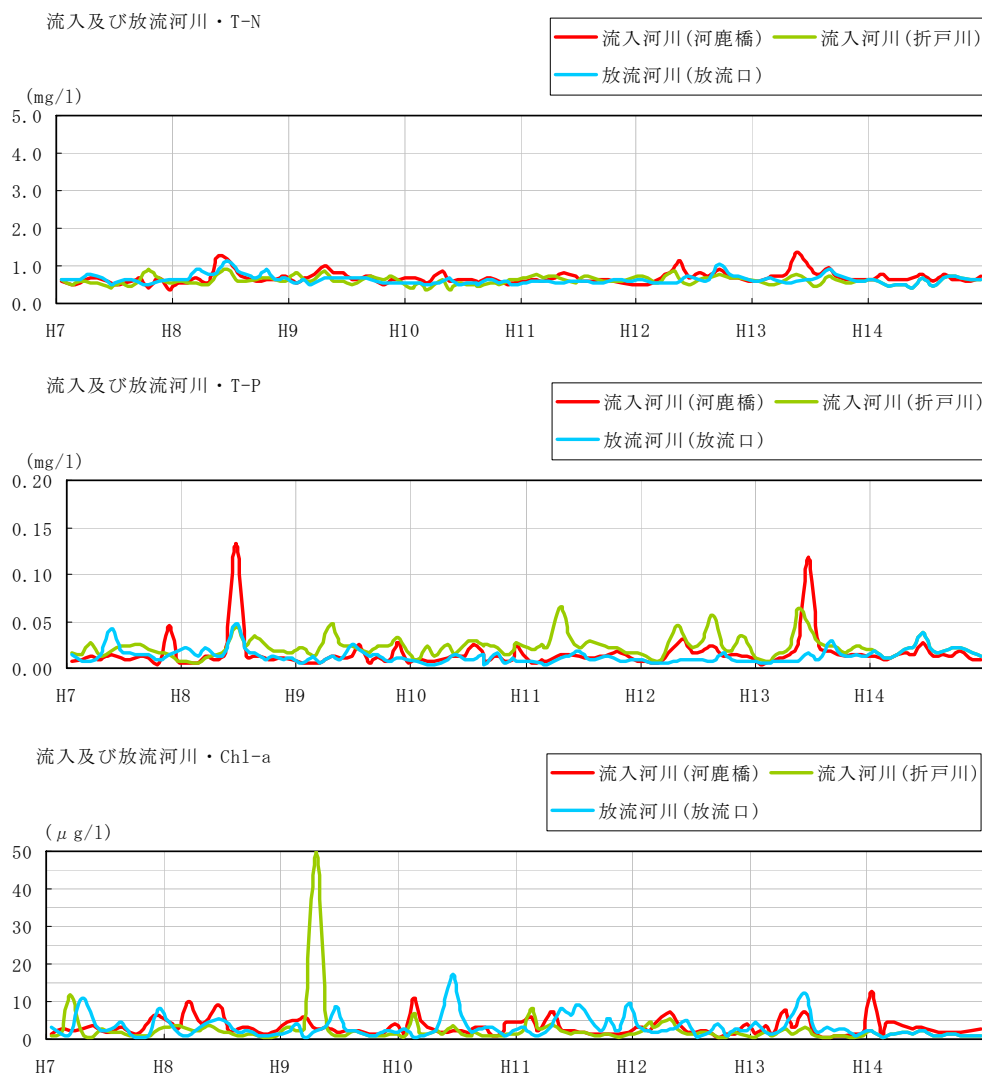 流入及び放流河川・T-N
流入河川(河鹿橋) 流入河川(折戸川)
放流河川(放流口)
(mg/l)
5.0
4.0
3.0
2.0
1.0
0.0
H7 H8 H9 H10 H11 H12 H13 H14
流入及び放流河川・T-P
流入河川(河鹿橋) 流入河川(折戸川)
放流河川(放流口)
(mg/l)
0.20
0.15
0.10
0.05
0.00
H7 H8 H9 H10 H11 H12 H13 H14
流入及び放流河川・Chl-a
流入河川(河鹿橋) 流入河川(折戸川)
放流河川(放流口)
(μg/l)
50
40
30
20
10
0
H7 H8 H9 H10 H11 H12 H13 H14